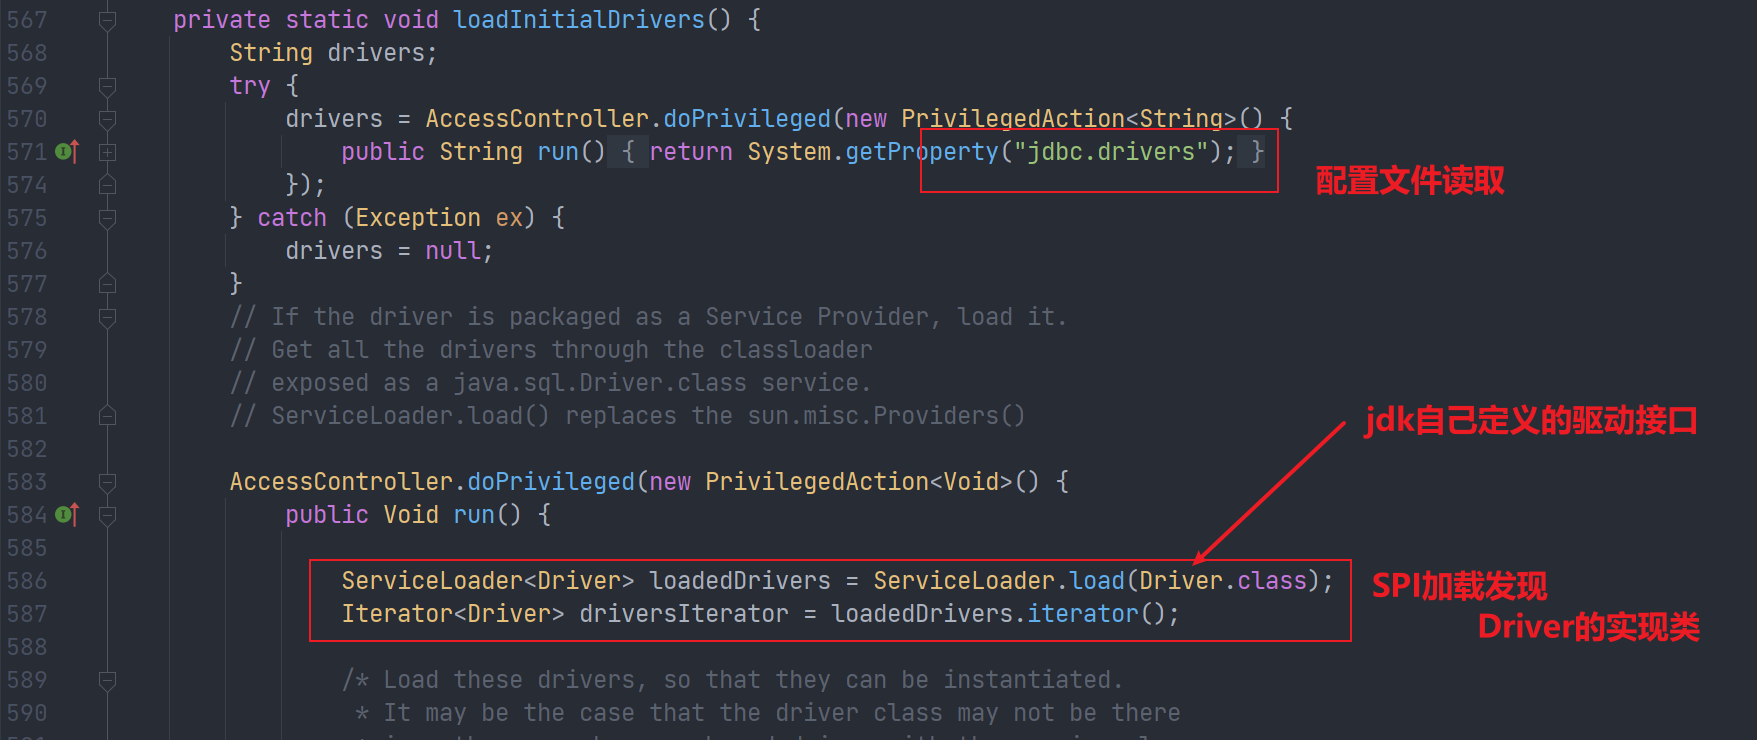 567 private static void loadInitialDrivers() {
568 String drivers;
569 try {
570 drivers = AccessController.doPrivileged(new PrivilegedAction<String>() {
571 public String run() { return System.getProperty("jdbc.drivers"); }
配置文件读取
574 });
575 } catch (Exception ex) {
576 drivers = null;
577 }
578 // If the driver is packaged as a Service Provider, load it.
579 // Get all the drivers through the classloader
580 // exposed as a java.sql.Driver.class service.
581 // ServiceLoader.load() replaces the sun.misc.Providers()
jdk自己定义的驱动接口
582
583 AccessController.doPrivileged(new PrivilegedAction<Void>() {
584 public Void run() {
585
586 ServiceLoader<Driver> loadedDrivers = ServiceLoader.load(Driver.class);
SPI加载发现
587 Iterator<Driver> driversIterator = loadedDrivers.iterator();
Driver的实现类
588
589 /* Load these drivers, so that they can be instantiated.
590 * It may be the case that the driver class may not be there